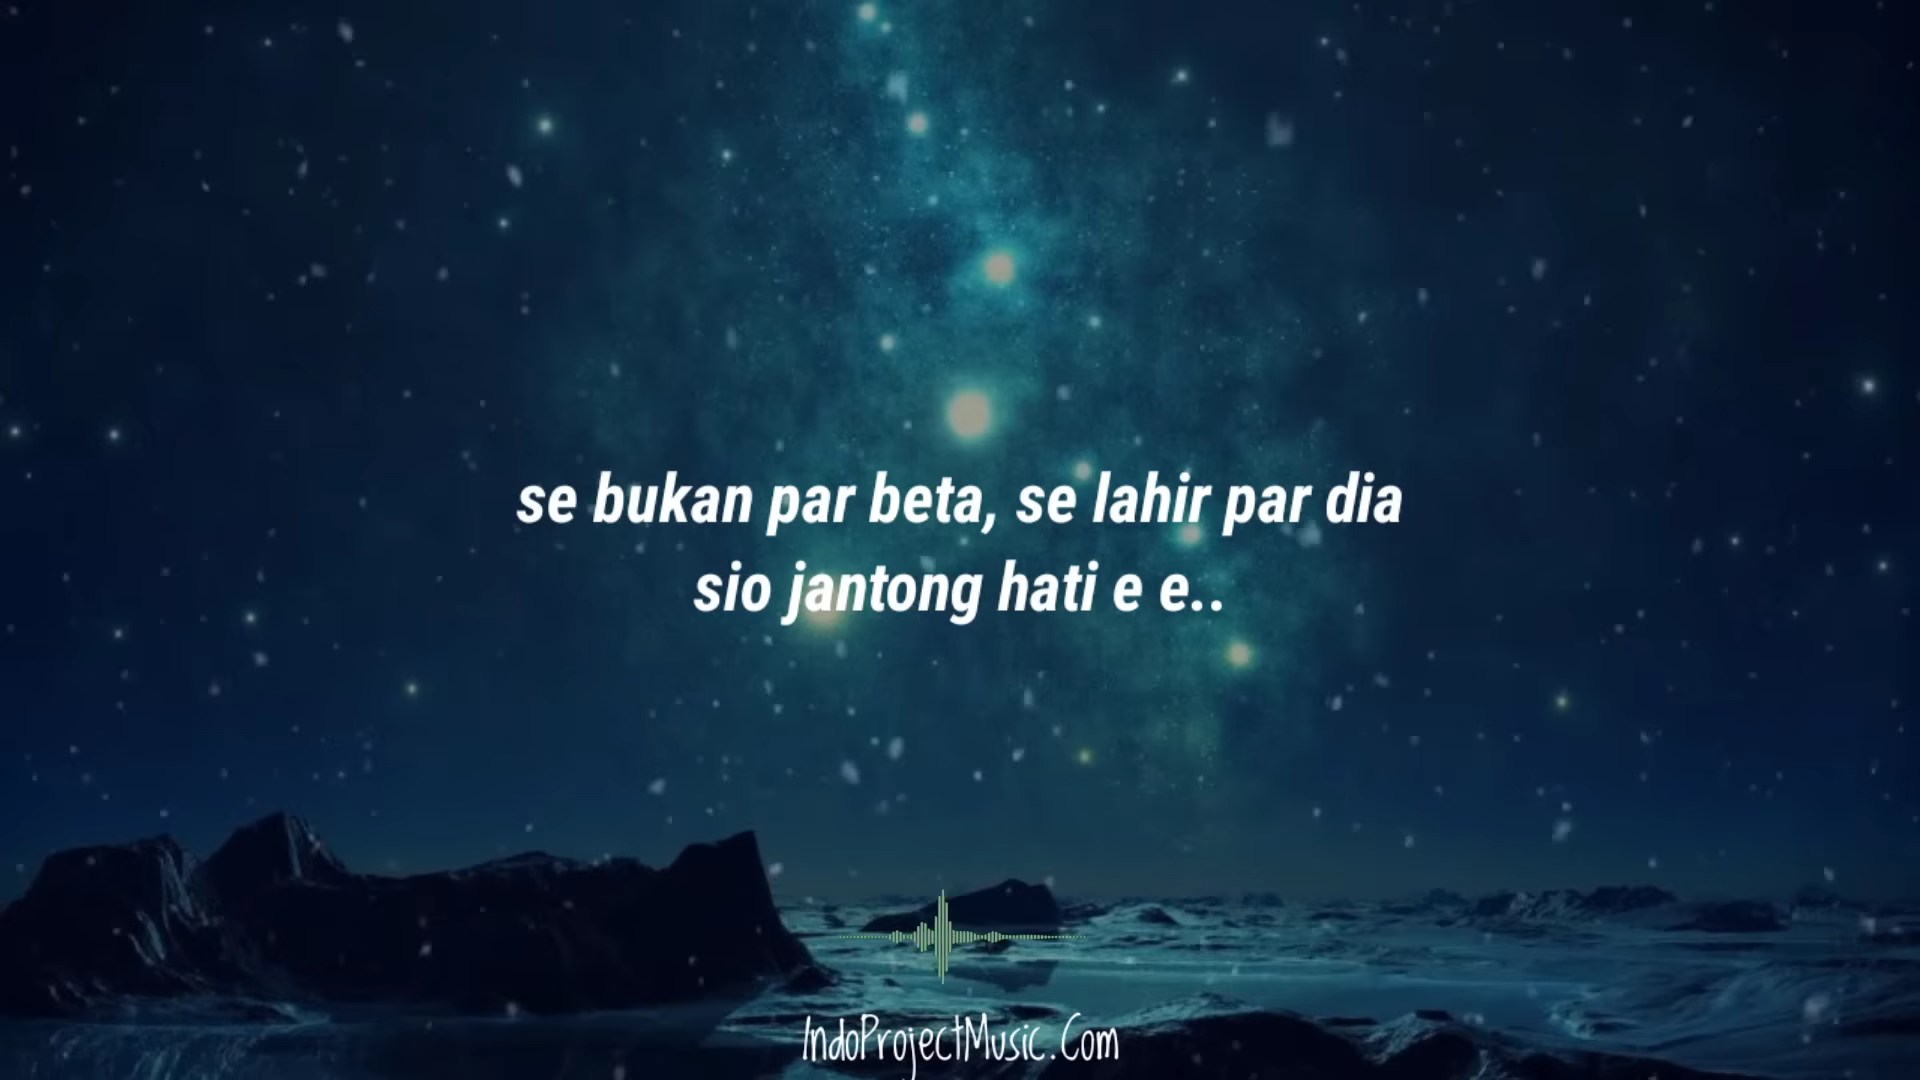 se bukan par beta, se lahir par dia
sio jantong hati e e..
IndoProjectMusic.Com